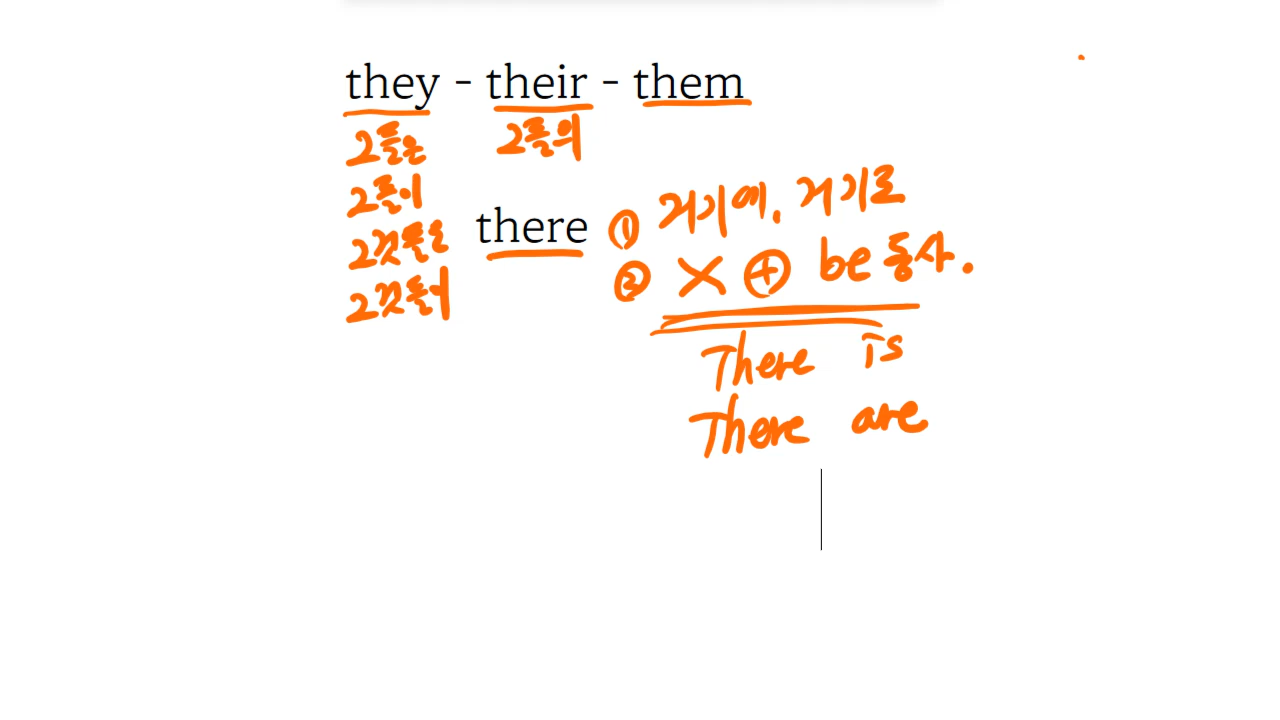 they - their - them
그들은
그들의
그들이
그것들은
그것들이
there ① 거기에, 거기로
② X ⊕ be동사.
There is
There are